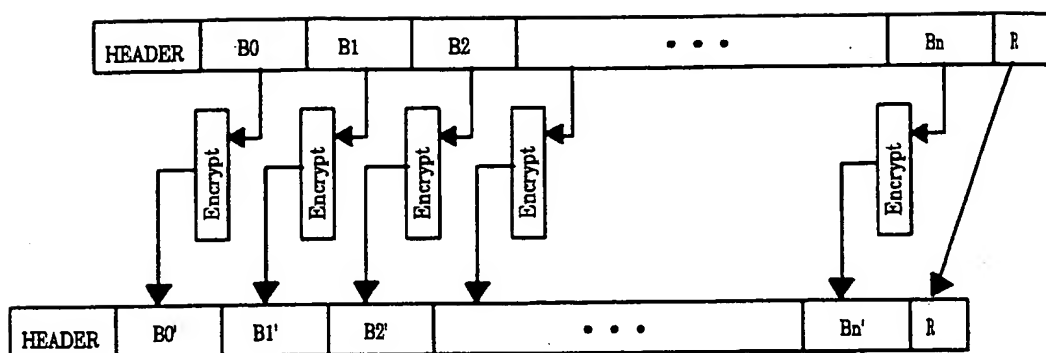 HEADER B0 B1 B2 • • • Bn R
Encrypt Encrypt Encrypt Encrypt Encrypt
HEADER B0' B1' B2' • • • Bn' R